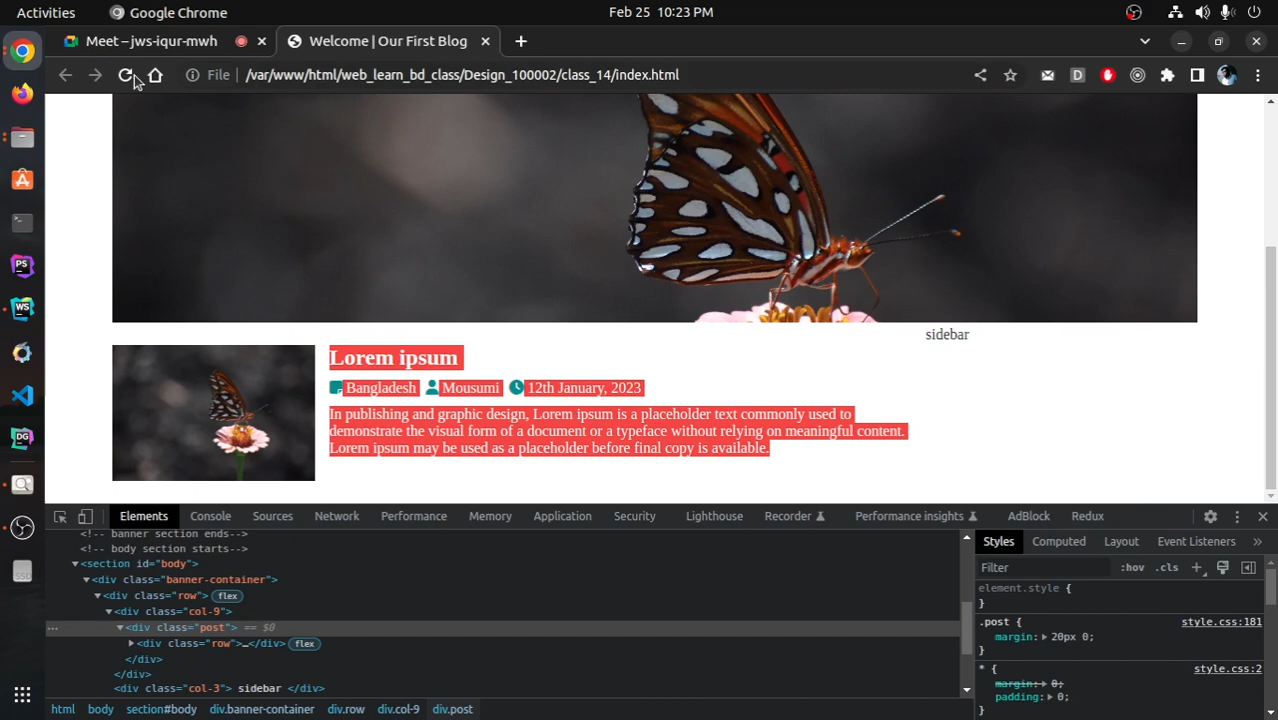 Activities
Google Chrome
Feb 25 10:23 PM
Meet – jws-iqur-mwh
Welcome | Our First Blog
File
/var/www/html/web_learn_bd_class/Design_100002/class_14/index.html
D
PS
WS
DG
SSD
sidebar
Lorem ipsum
Bangladesh
Mousumi
12th January, 2023
In publishing and graphic design, Lorem ipsum is a placeholder text commonly used to
demonstrate the visual form of a document or a typeface without relying on meaningful content.
Lorem ipsum may be used as a placeholder before final copy is available.
Elements
Console
Sources
Network
Performance
Memory
Application
Security
Lighthouse
Recorder
Performance insights
AdBlock
Redux
<!-- banner section ends-->
<!-- body section starts-->
<section id="body">
<div class="banner-container">
<div class="row">
flex
<div class="col-9">
<div class="post"> == $0
<div class="row">…</div>
flex
</div>
</div>
<div class="col-3"> sidebar </div>
html
body
section#body
div.banner-container
div.row
div.col-9
div.post
Styles
Computed
Layout
Event Listeners
Filter
:hov
.cls
element.style {
}
.post {
style.css:181
margin: 20px 0;
}
* {
style.css:2
margin: 0;
padding: 0;
}